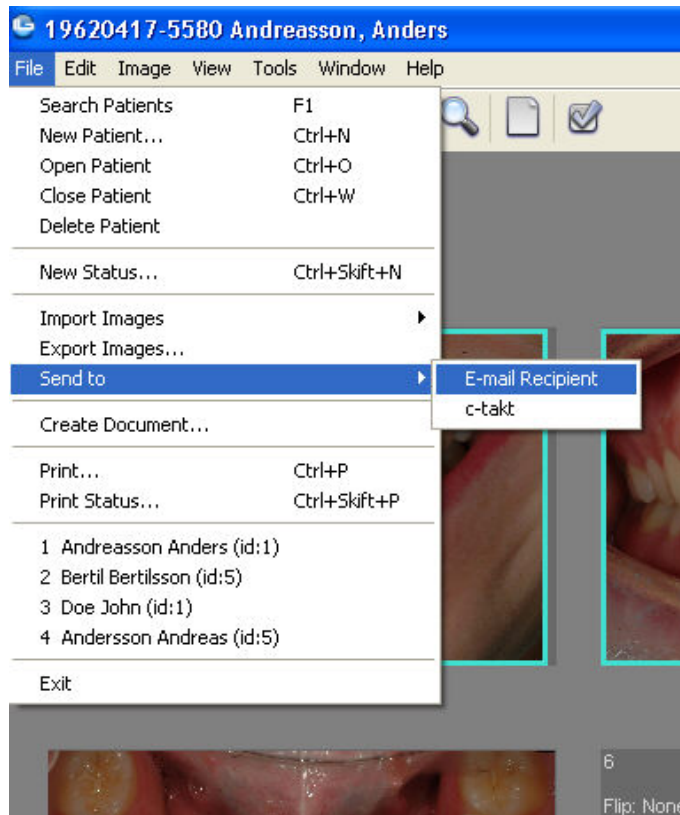 19620417-5580 Andreasson, Anders
File Edit Image View Tools Window Help
Search Patients F1
New Patient... Ctrl+N
Open Patient Ctrl+O
Close Patient Ctrl+W
Delete Patient
New Status... Ctrl+Skift+N
Import Images
Export Images...
Send to E-mail Recipient
c-takt
Create Document...
Print... Ctrl+P
Print Status... Ctrl+Skift+P
1 Andreasson Anders (id:1)
2 Bertil Bertilsson (id:5)
3 Doe John (id:1)
4 Andersson Andreas (id:5)
Exit
6
Flip: None